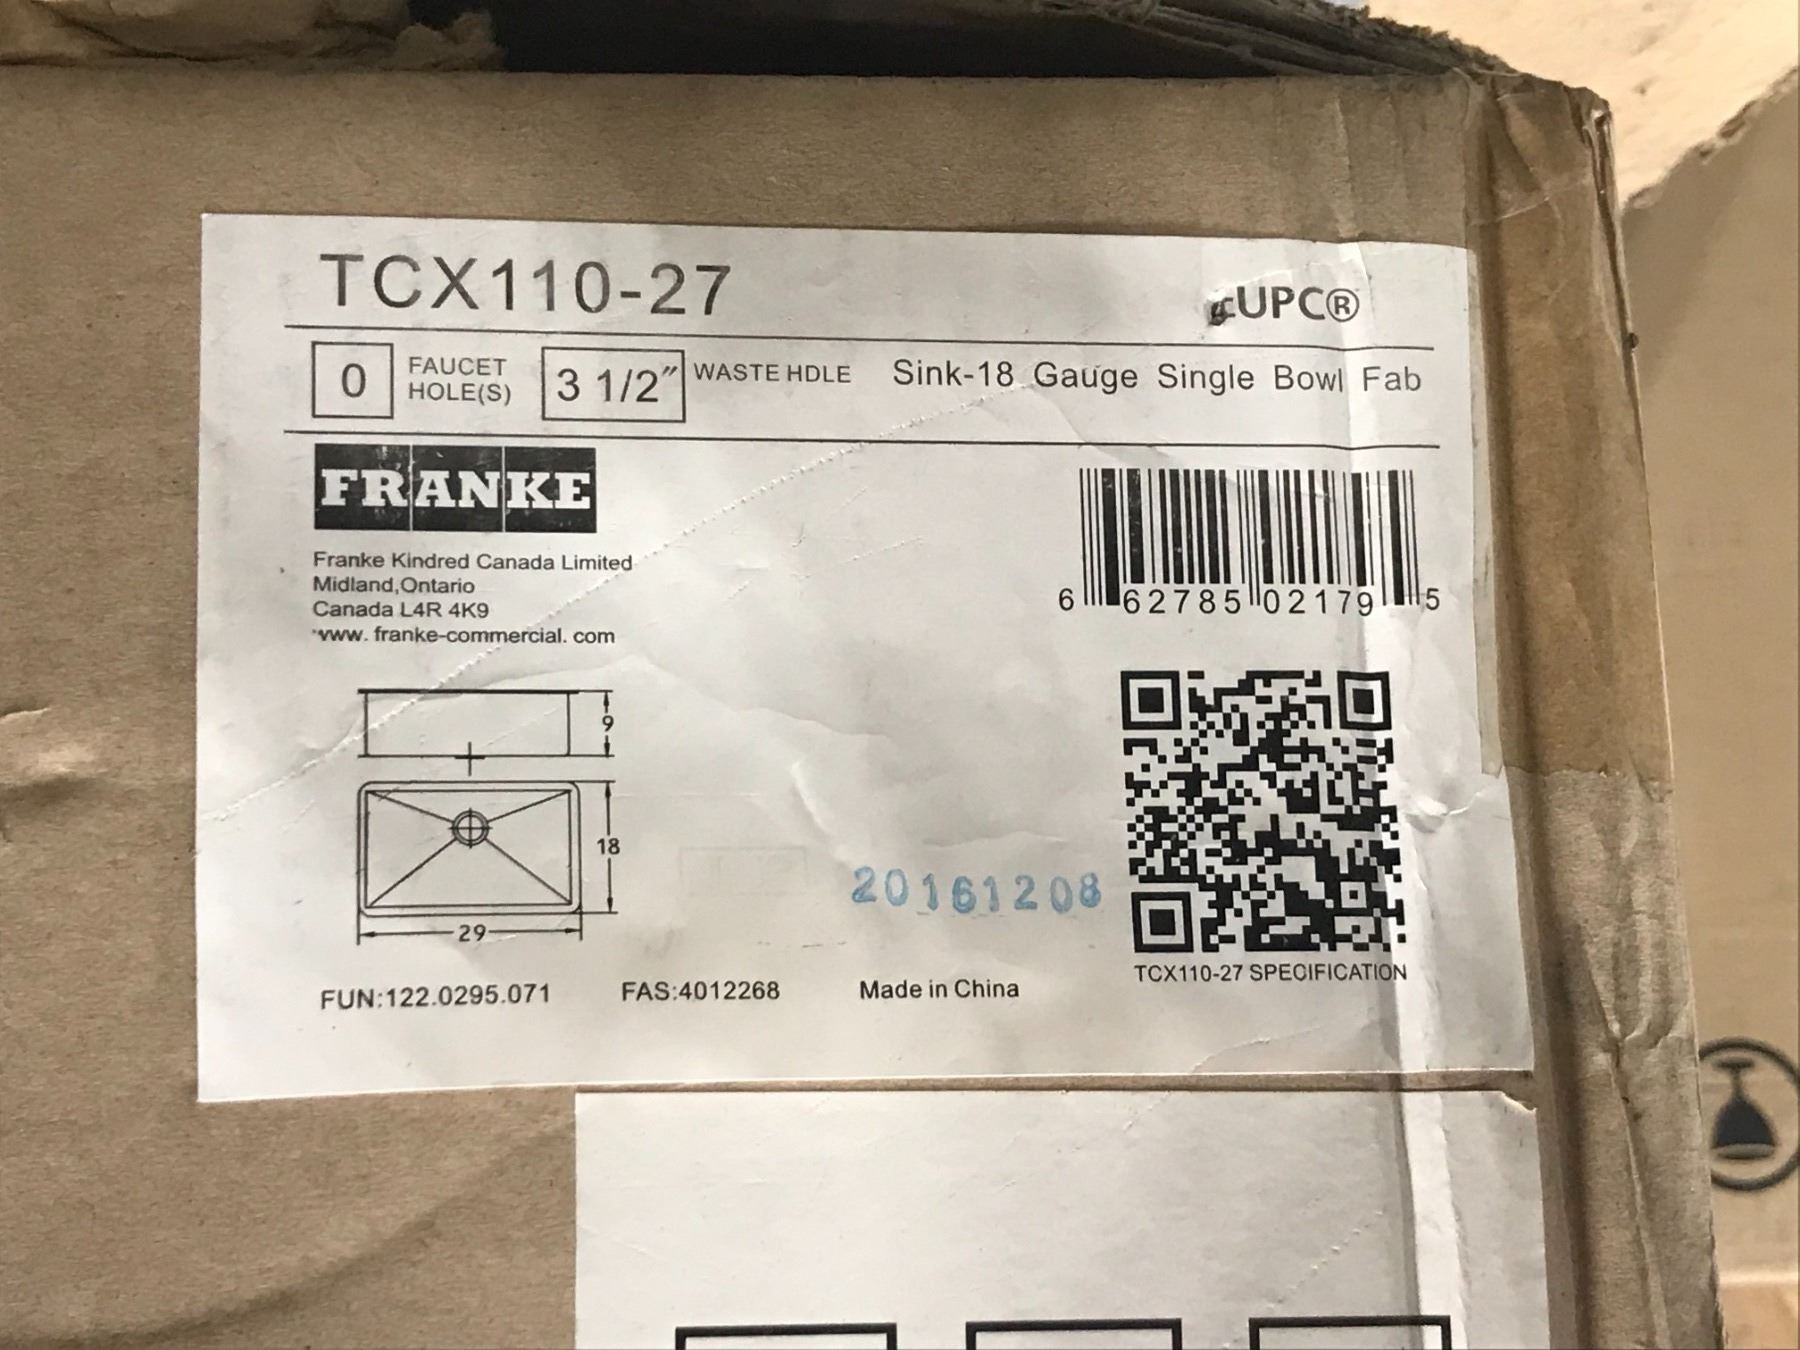 TCX110-27
cUPC®
0 FAUCET HOLE(S) 3 1/2″ WASTE HDLE Sink-18 Gauge Single Bowl Fab
FRANKE
Franke Kindred Canada Limited
Midland,Ontario
Canada L4R 4K9
www. franke-commercial. com
6 62785 02179 5
9
18
29
20161208
TCX110-27 SPECIFICATION
FUN:122.0295.071 FAS:4012268 Made in China